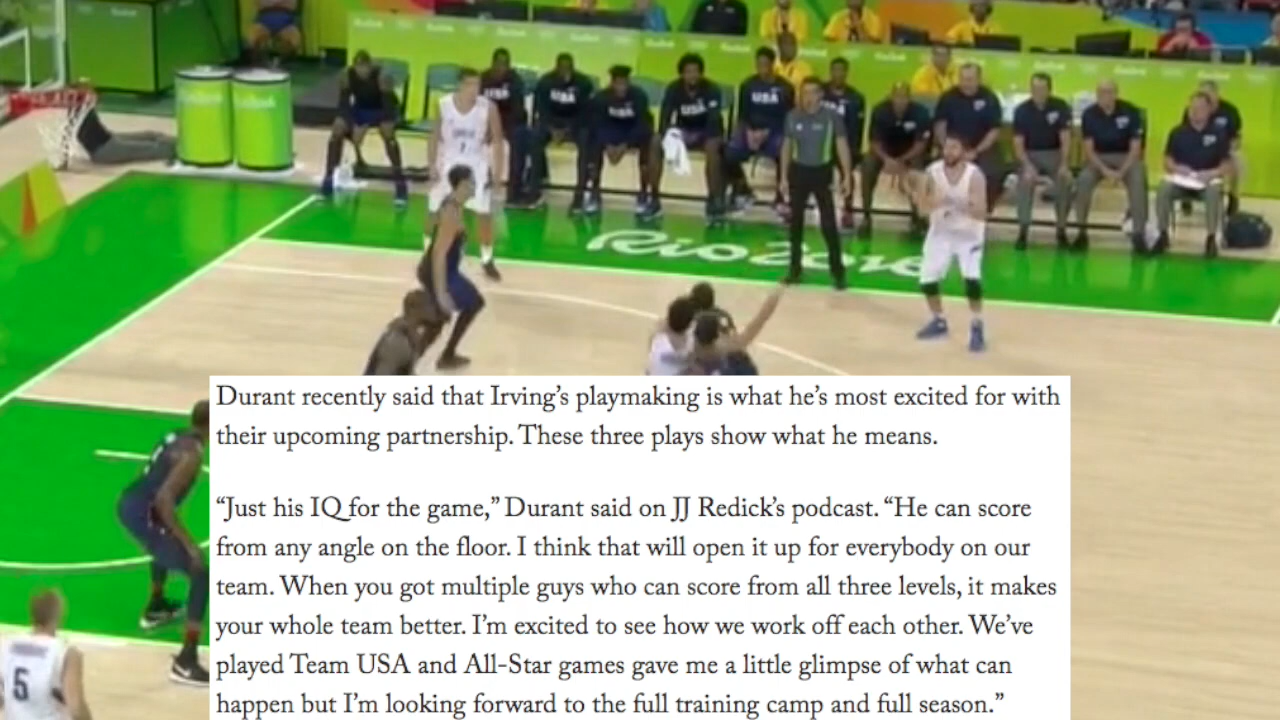 USA
USA
USA
USA
USA
Rio2016
Durant recently said that Irving’s playmaking is what he’s most excited for with
their upcoming partnership. These three plays show what he means.
“Just his IQ for the game,” Durant said on JJ Redick’s podcast. “He can score
from any angle on the floor. I think that will open it up for everybody on our
team. When you got multiple guys who can score from all three levels, it makes
your whole team better. I’m excited to see how we work off each other. We’ve
played Team USA and All-Star games gave me a little glimpse of what can
happen but I’m looking forward to the full training camp and full season.”
5